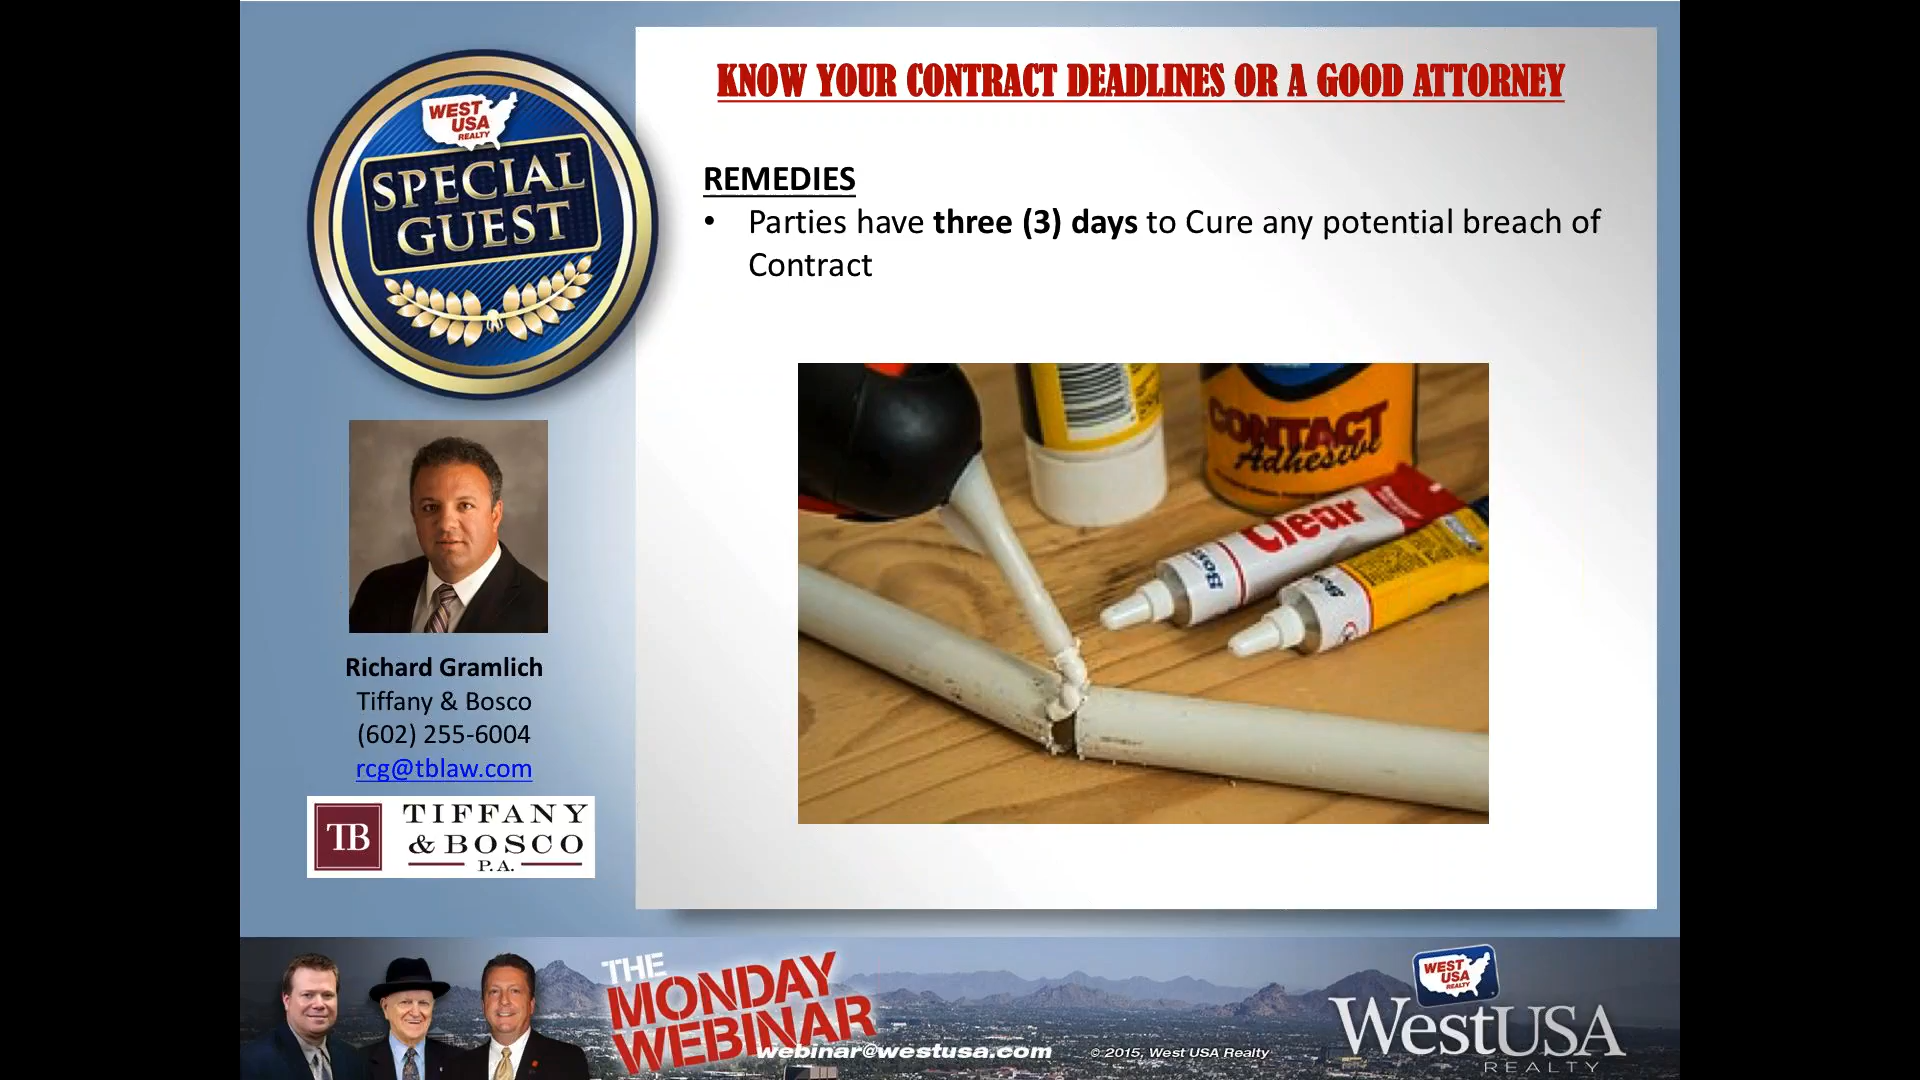 KNOW YOUR CONTRACT DEADLINES OR A GOOD ATTORNEY
WEST
USA
REALTY
SPECIAL
GUEST
REMEDIES
• Parties have three (3) days to Cure any potential breach of
Contract
CONTACT
Adhesive
Clear
Richard Gramlich
Tiffany & Bosco
(602) 255-6004
rcg@tblaw.com
TB
TIFFANY
& BOSCO
P.A.
THE
MONDAY
WEBINAR
webinar@westusa.com
© 2015, West USA Realty
WEST
USA
REALTY
WestUSA
REALTY